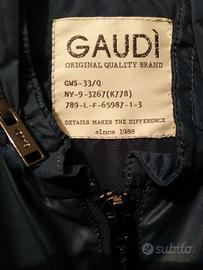 GAUDÌ
ORIGINAL QUALITY BRAND
GWS-33/Q
NY-9-3267(K778)
789-L-F-65987-1-3
DETAILS MAKES THE DIFFERENCE
since 1988
subito